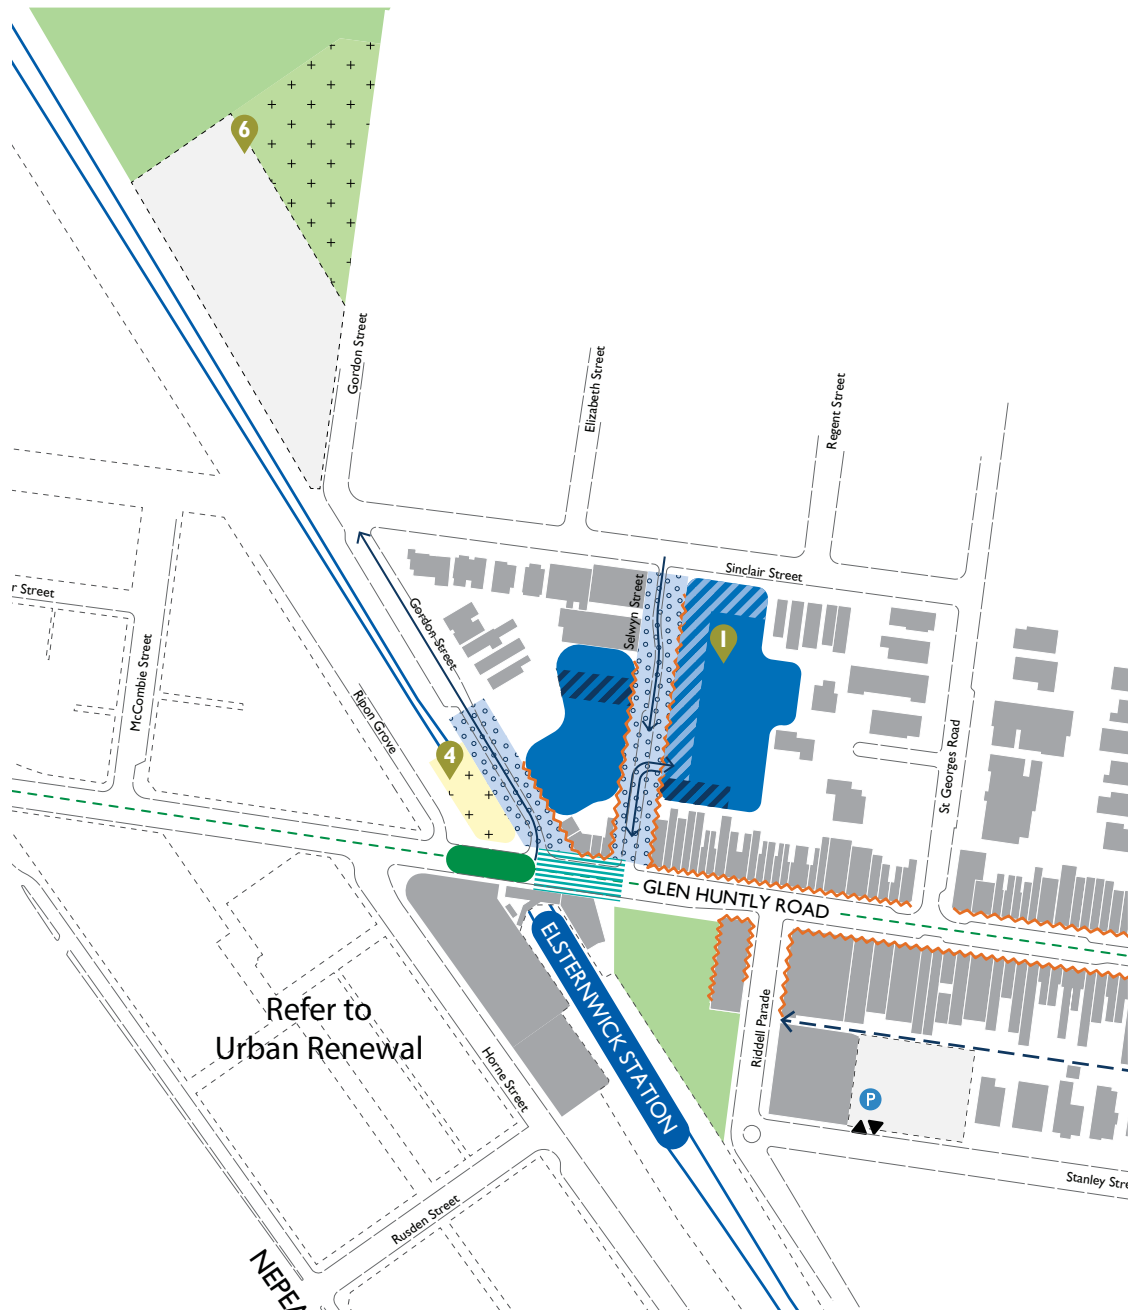 6
Gordon Street
Elizabeth Street
Regent Street
Sinclair Street
Selwyn Street
r Street
McCombie Street
Gordon Street
1
Ripon Grove
4
St Georges Road
GLEN HUNTLY ROAD
ELSTERNWICK STATION
Refer to
Urban Renewal
Riddell Parade
Horne Street
P
Stanley Stre
Rusden Street
NEPEA